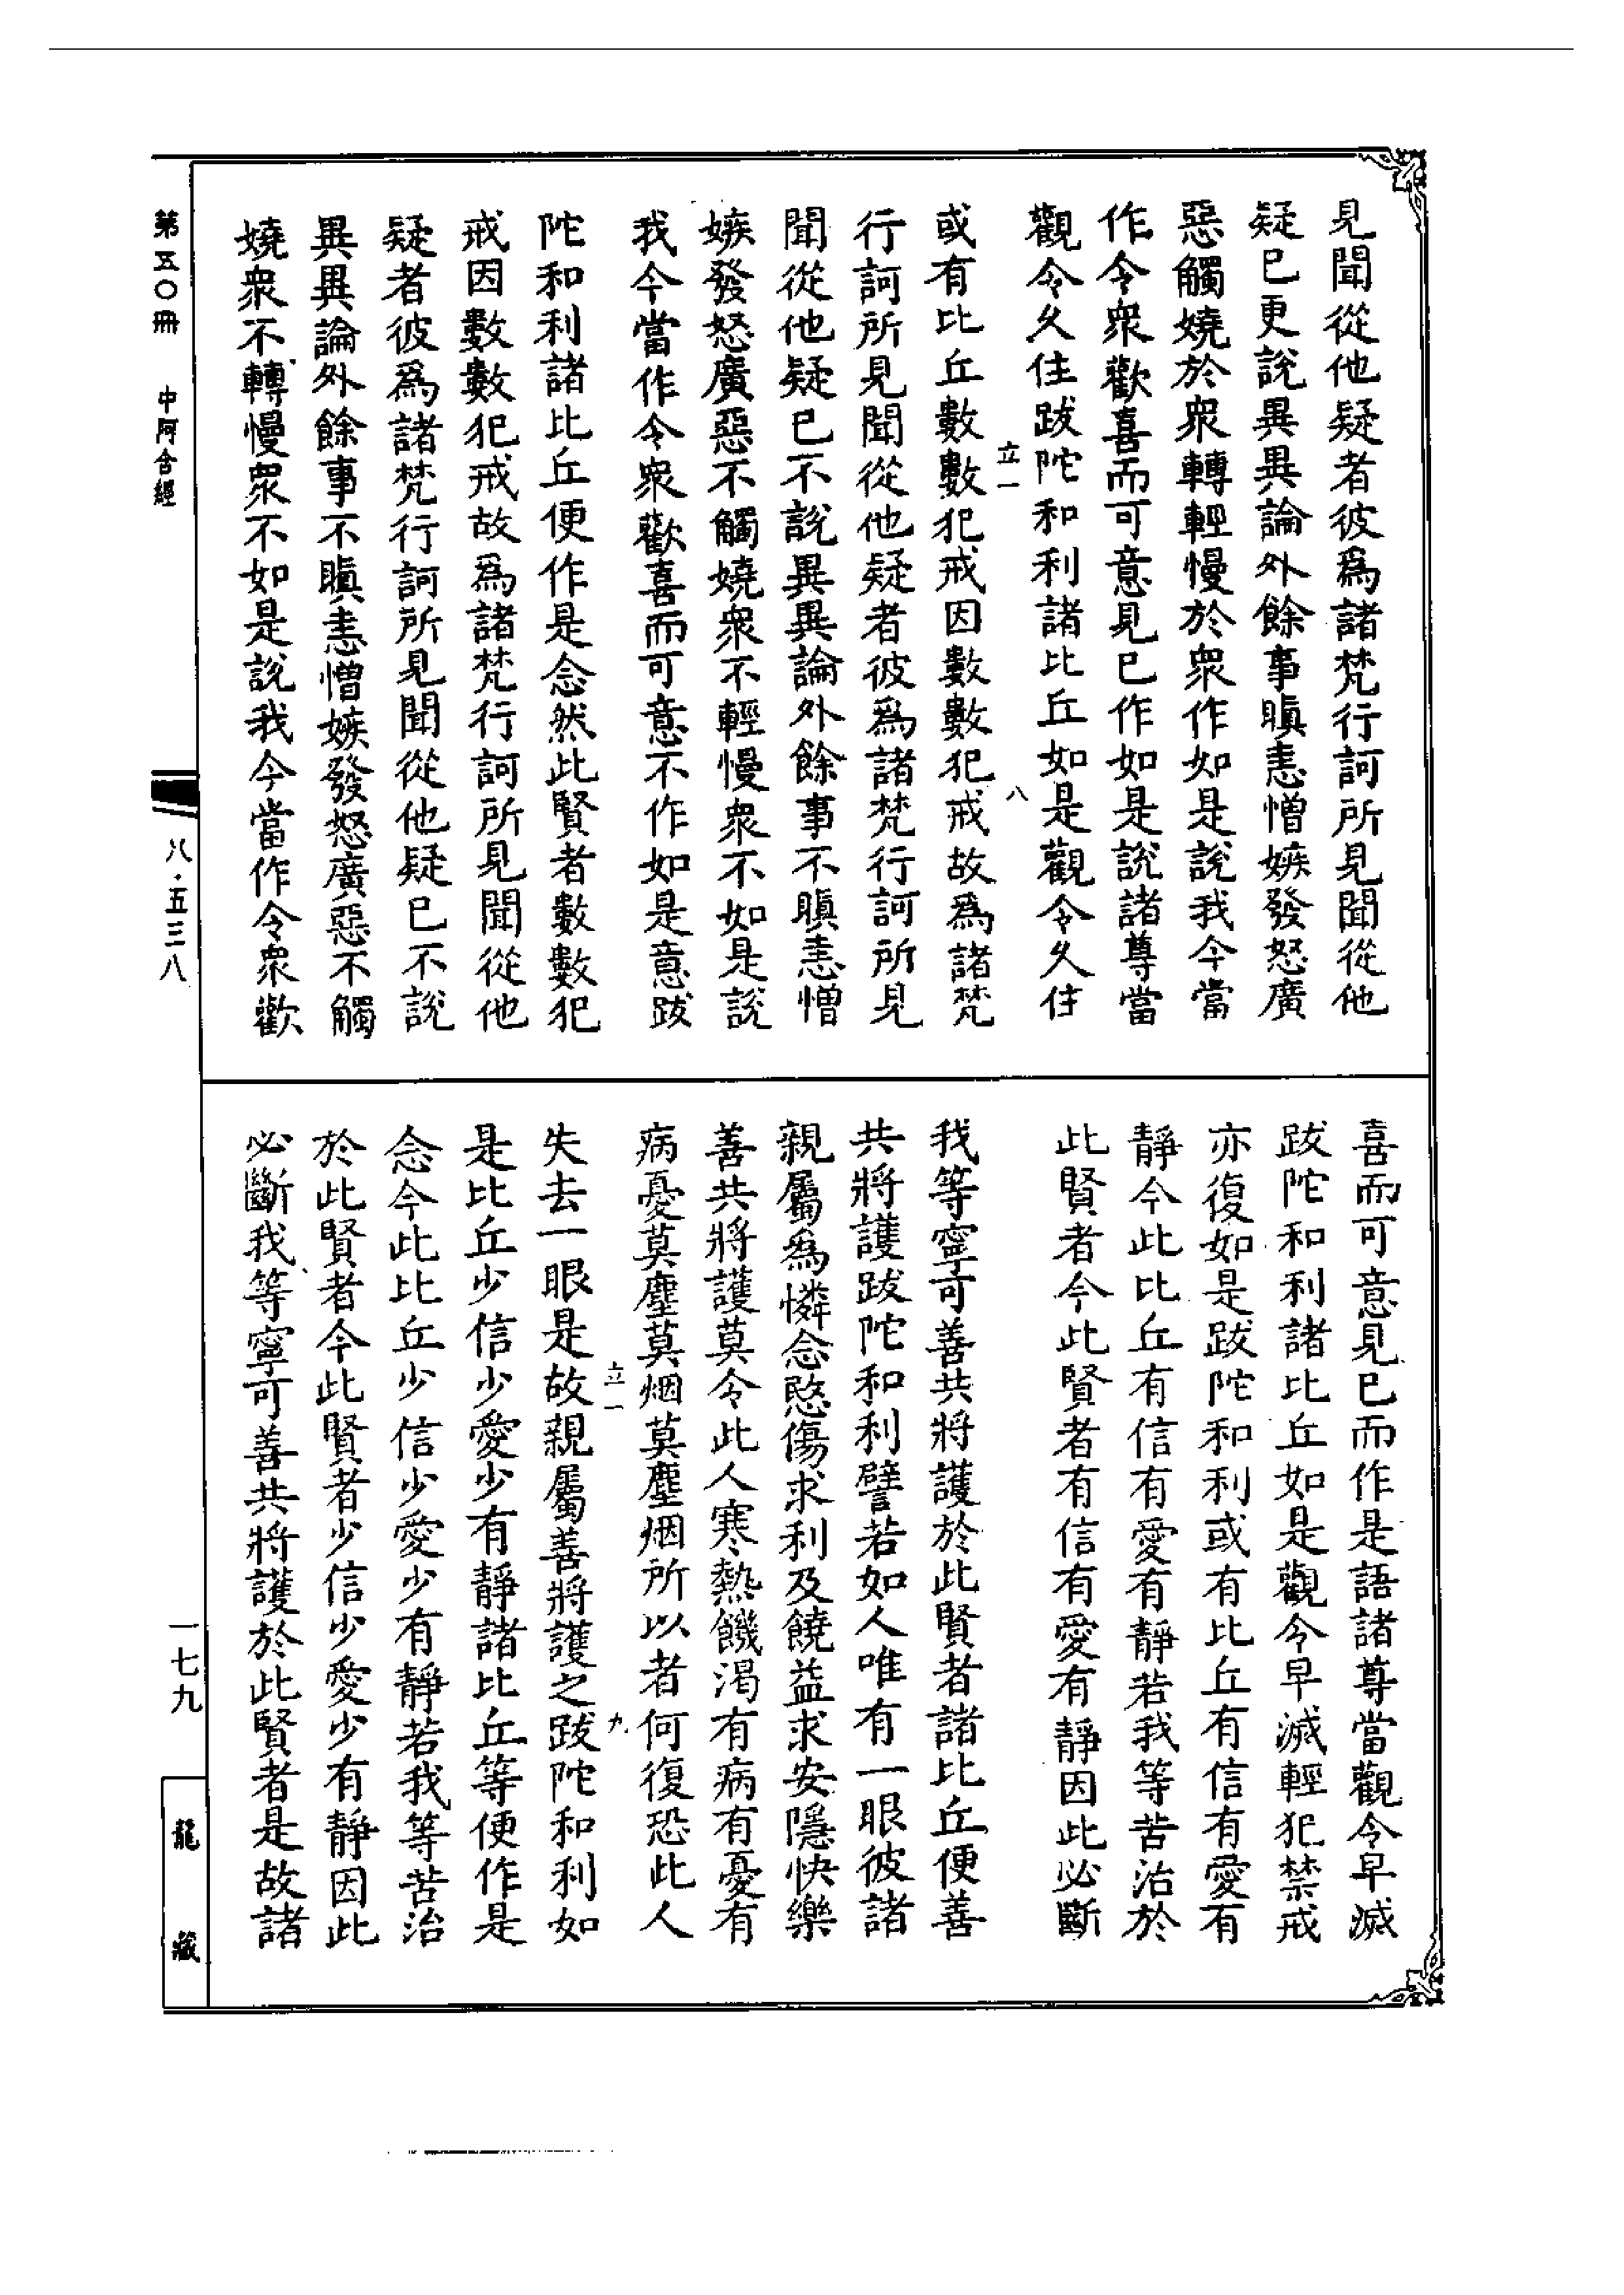 見聞從他疑者彼爲諸梵行訶所見聞從他
疑已更說異異論外餘事瞋恚憎嫉發怒廣
惡觸嬈於衆轉輕慢於衆作如是說我今當
作令衆歡喜而可意見已作如是說諸尊當
觀令久住跋陀和利諸比丘如是觀令久住
立一 八
或有比丘數數犯戒因數數犯戒故爲諸梵
行訶所見聞從他疑者彼爲諸梵行訶所見
聞從他疑已不說異異論外餘事不瞋恚憎
嫉發怒廣惡不觸嬈衆不輕慢衆不如是說
我今當作令衆歡喜而可意不作如是意跋
陀和利諸比丘便作是念然此賢者數數犯
戒因數數犯戒故爲諸梵行訶所見聞從他
疑者彼爲諸梵行訶所見聞從他疑已不說
異異論外餘事不瞋恚憎嫉發怒廣惡不觸
嬈衆不轉慢衆不如是說我今當作令衆歡
喜而可意見已而作是語諸尊當觀令早滅
跋陀和利諸比丘如是觀令早滅輕犯禁戒
亦復如是跋陀和利或有比丘有信有愛有
靜今此比丘有信有愛有靜若我等苦治於
此賢者今此賢者有信有愛有靜因此必斷
我等寧可善共將護於此賢者諸比丘便善
共將護跋陀和利譬若如人唯有一眼彼諸
親屬爲憐念愍傷求利及饒益求安隱快樂
善共將護莫令此人寒熱饑渴有病有憂有
病憂莫塵莫烟莫塵烟所以者何復恐此人
立一 九
失去一眼是故親屬善將護之跋陀和利如
是比丘少信少愛少有靜諸比丘等便作是
念今此比丘少信少愛少有靜若我等苦治
於此賢者今此賢者少信少愛少有靜因此
必斷我等寧可善共將護於此賢者是故諸
第五〇冊 中阿含經
八·五三八
一七九
龍藏